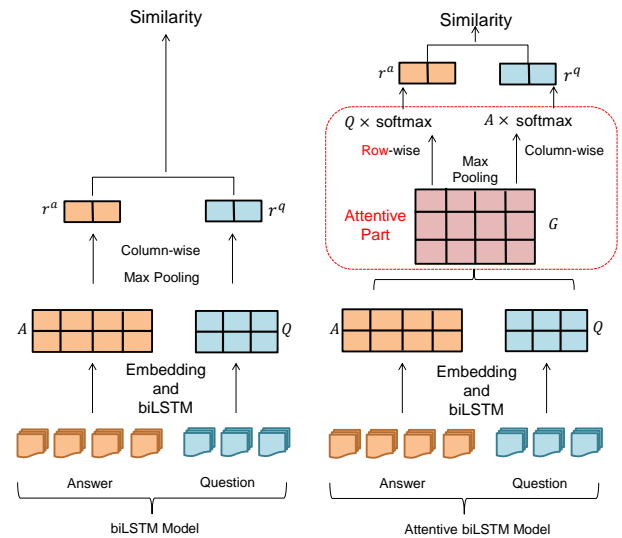 Similarity
r^a
r^q
Column-wise
Max Pooling
A
Q
Embedding
and
biLSTM
Answer
Question
biLSTM Model
Similarity
r^a
r^q
Q × softmax
A × softmax
Row-wise
Max
Pooling
Column-wise
Attentive
Part
G
A
Q
Embedding
and
biLSTM
Answer
Question
Attentive biLSTM Model